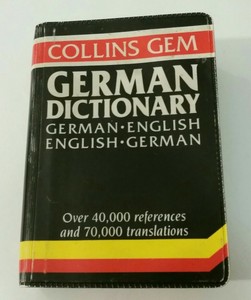 COLLINS GEM
GERMAN
DICTIONARY
GERMAN·ENGLISH
ENGLISH·GERMAN
Over 40,000 references
and 70,000 translations